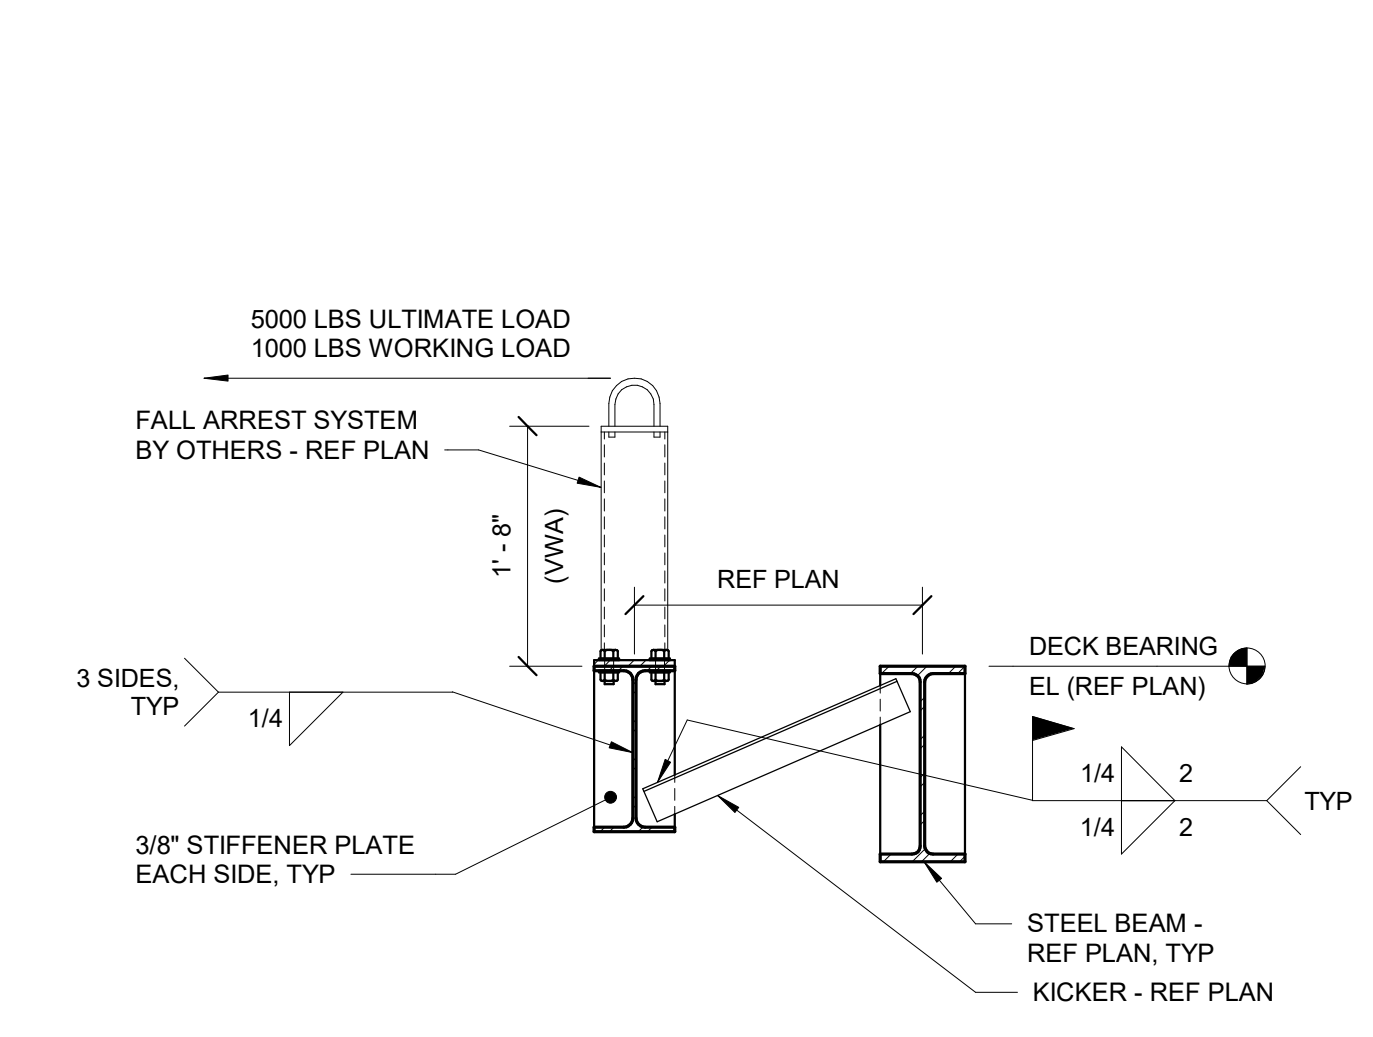 5000 LBS ULTIMATE LOAD
1000 LBS WORKING LOAD
FALL ARREST SYSTEM
BY OTHERS - REF PLAN
1' - 8"
(VWA)
REF PLAN
DECK BEARING
EL (REF PLAN)
3 SIDES,
TYP
1/4
1/4 2
1/4 2
TYP
3/8" STIFFENER PLATE
EACH SIDE, TYP
STEEL BEAM -
REF PLAN, TYP
KICKER - REF PLAN